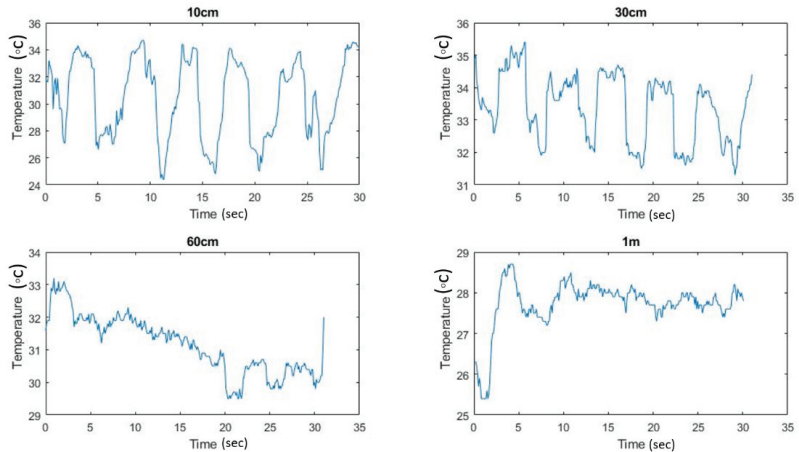 10cm
Temperature (◦C)
36
34
32
30
28
26
24
0 5 10 15 20 25 30
Time (sec)
30cm
Temperature (◦C)
36
35
34
33
32
31
0 5 10 15 20 25 30 35
Time (sec)
60cm
Temperature (◦C)
34
33
32
31
30
29
0 5 10 15 20 25 30 35
Time (sec)
1m
Temperature (◦C)
29
28
27
26
25
0 5 10 15 20 25 30 35
Time (sec)